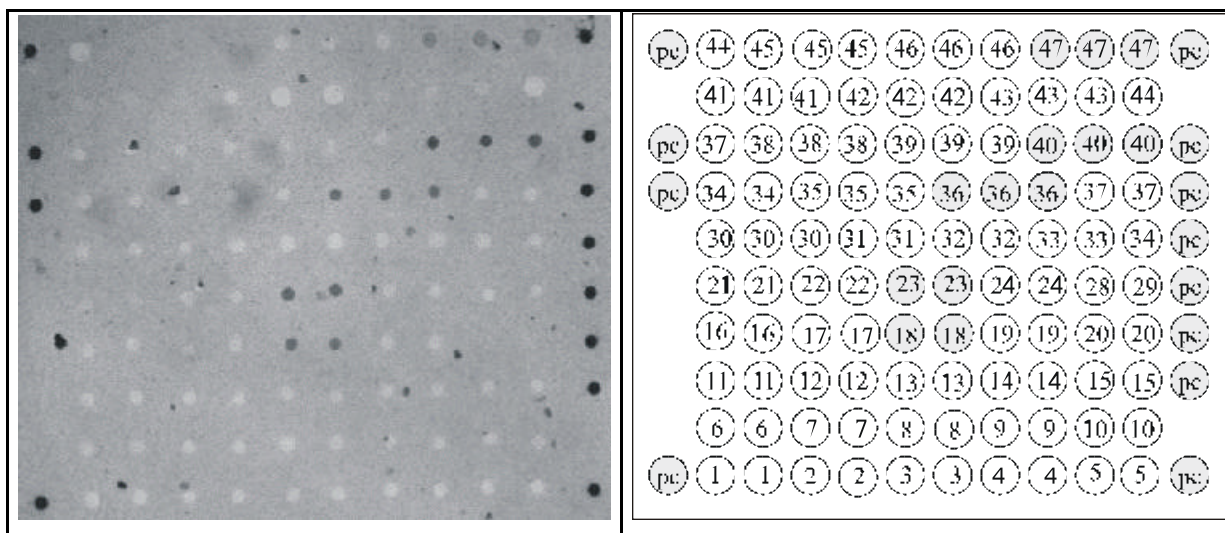 pc 44 45 45 45 46 46 46 47 47 47 pc
41 41 41 42 42 42 43 43 43 44
pc 37 38 38 38 39 39 39 40 40 40 pc
pc 34 34 35 35 35 36 36 36 37 37 pc
30 30 30 31 31 32 32 33 33 34 pc
21 21 22 22 23 23 24 24 28 29 pc
16 16 17 17 18 18 19 19 20 20 pc
11 11 12 12 13 13 14 14 15 15 pc
6 6 7 7 8 8 9 9 10 10
pc 1 1 2 2 3 3 4 4 5 5 pc